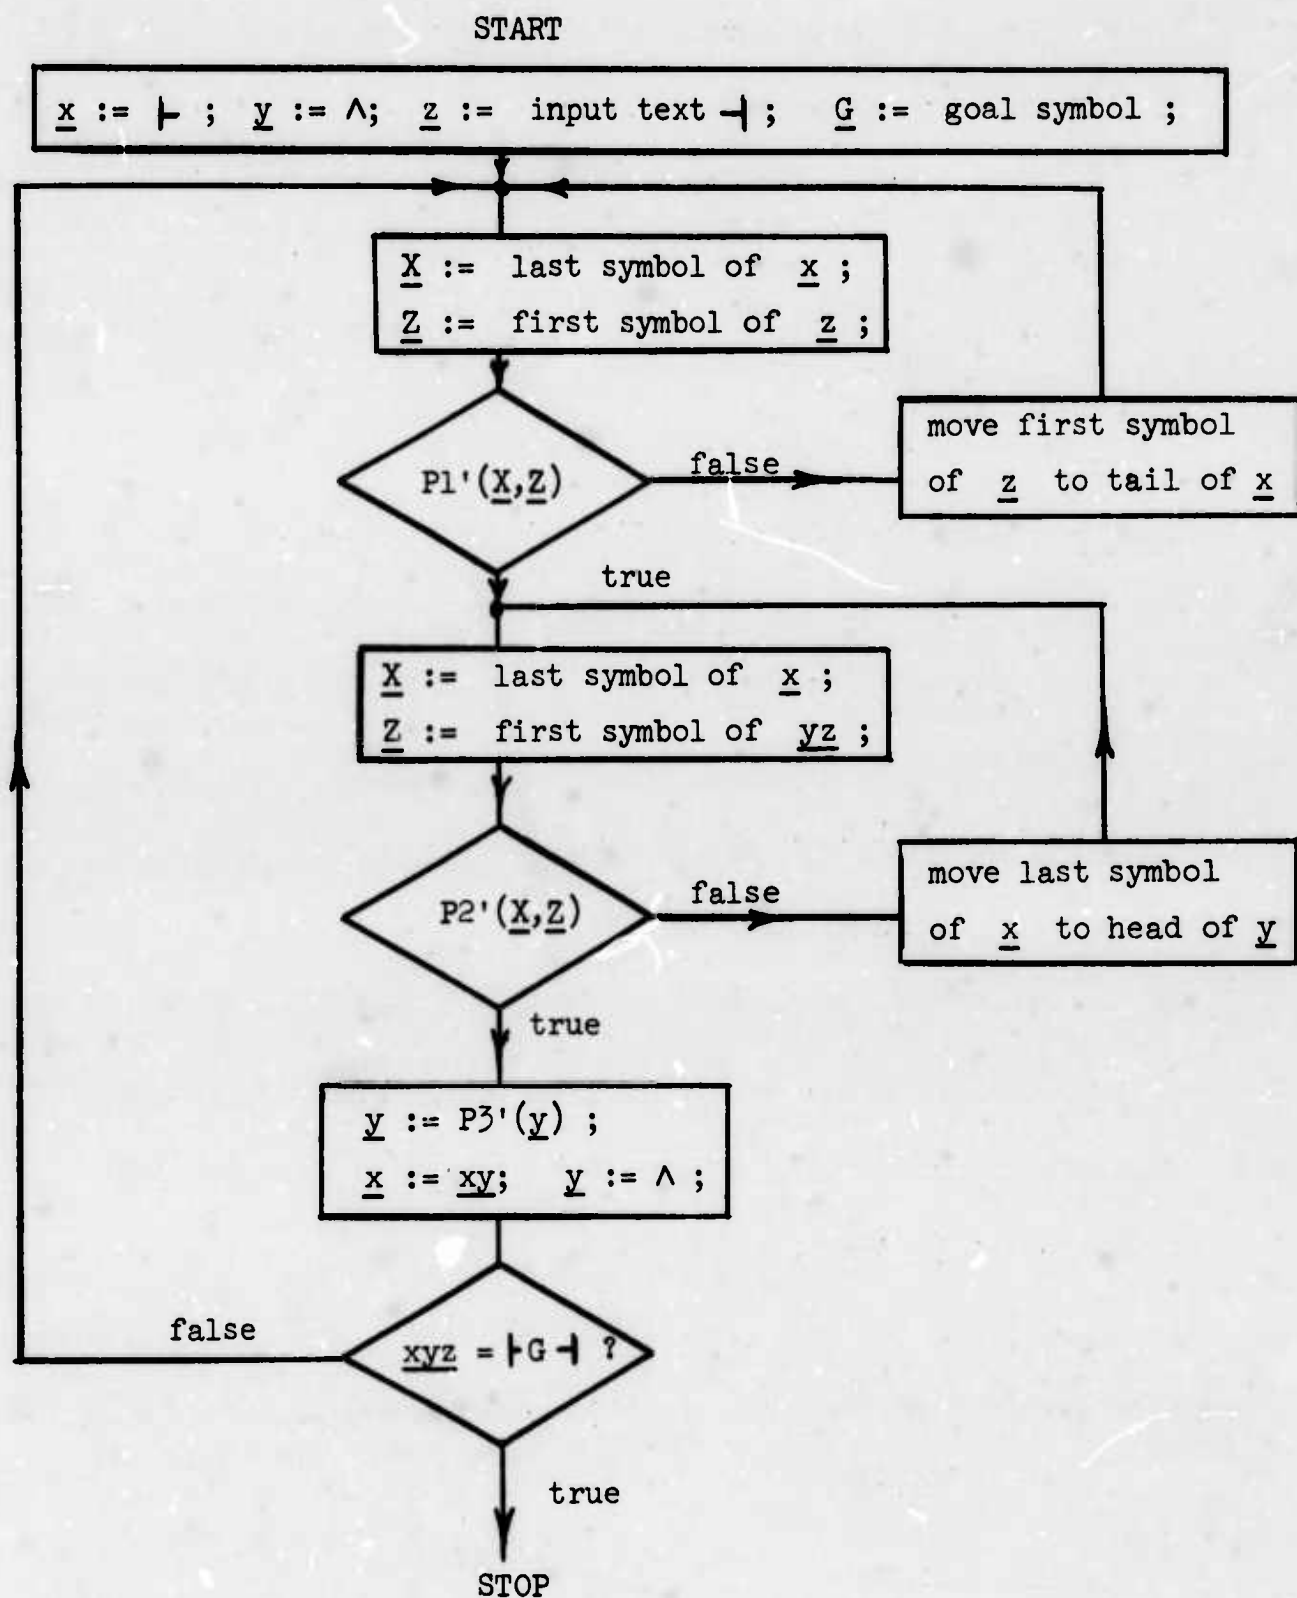 START
x := ⊢ ; y := Λ; z := input text ⊣ ; G := goal symbol ;
X := last symbol of x ;
Z := first symbol of z ;
P1'(X,Z)
false
move first symbol
of z to tail of x
true
X := last symbol of x ;
Z := first symbol of yz ;
P2'(X,Z)
false
move last symbol
of x to head of y
true
y := P3'(y) ;
x := xy; y := Λ ;
false
xyz = ⊢G⊣ ?
true
STOP